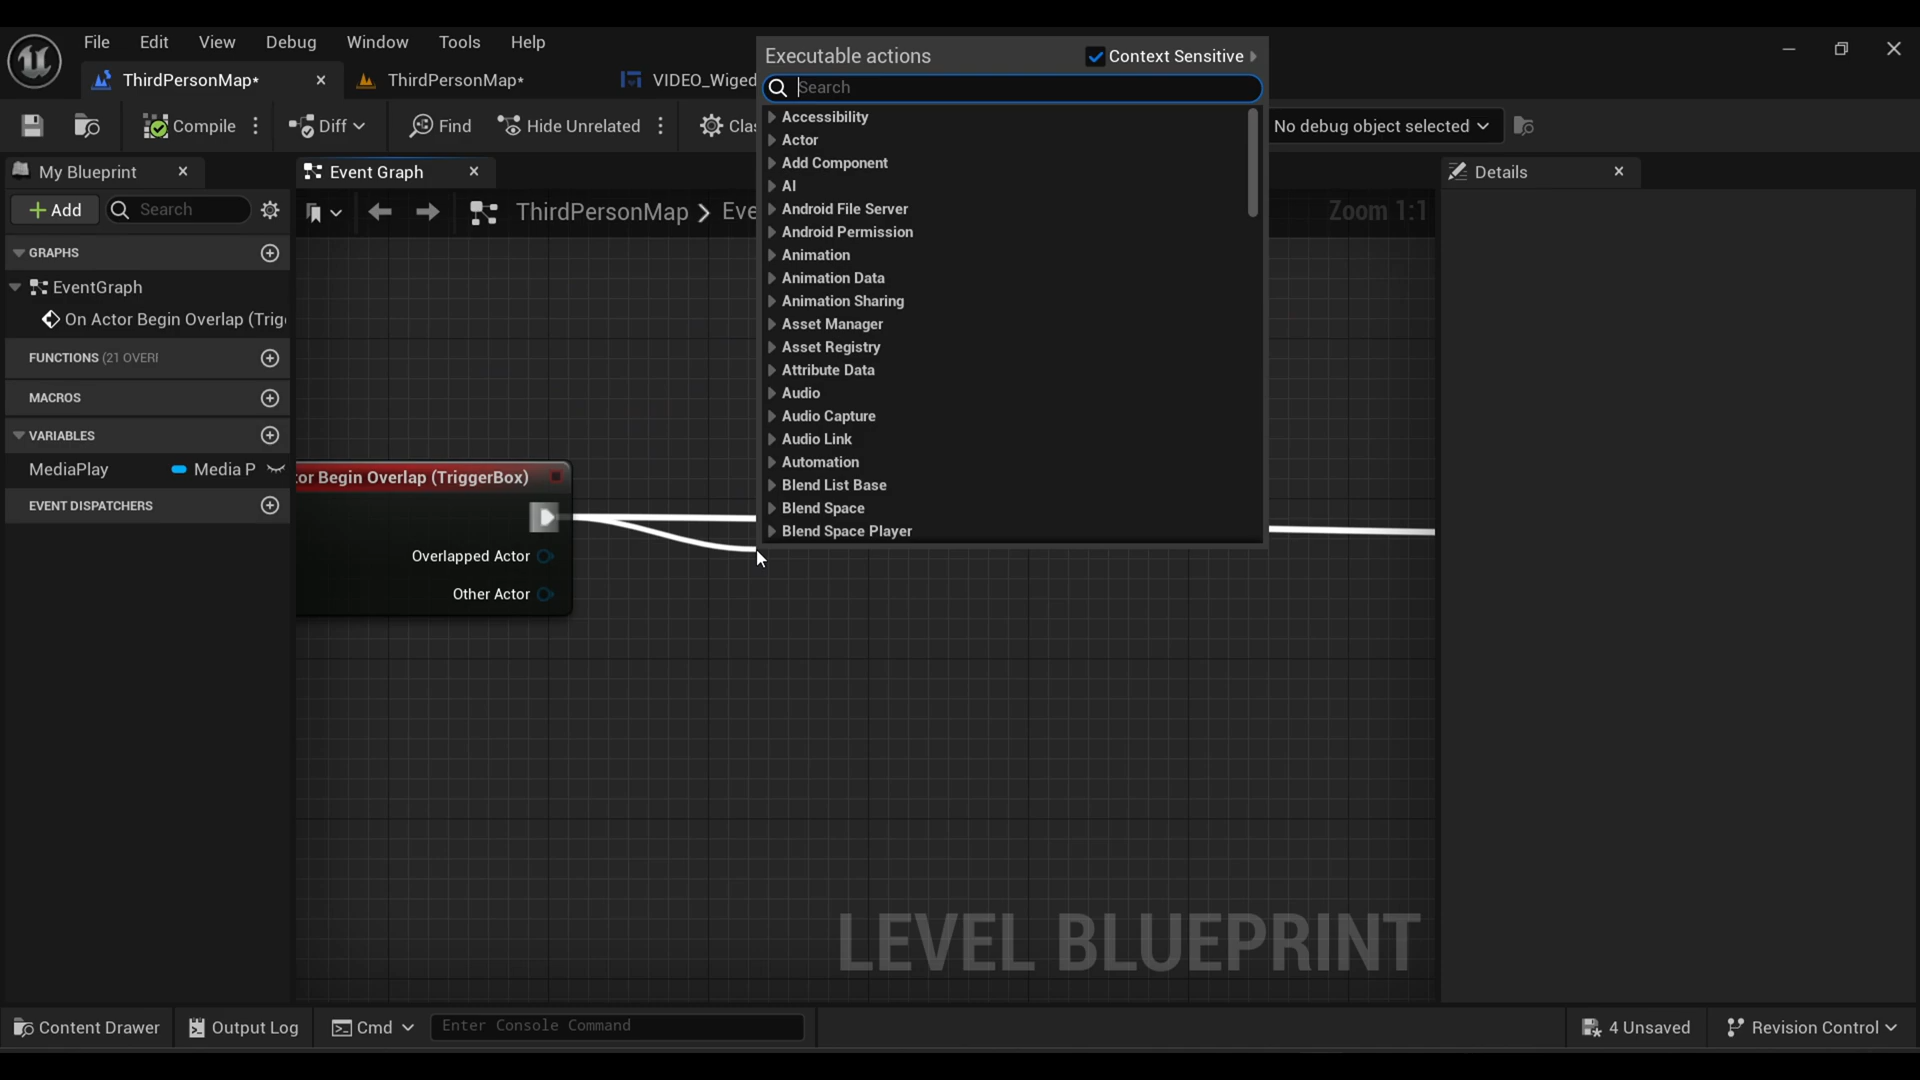 File Edit View Debug Window Tools Help
ThirdPersonMap* ThirdPersonMap* VIDEO_Wiged
Compile Diff Find Hide Unrelated Clas No debug object selected
My Blueprint Event Graph Details
Add Search ThirdPersonMap > Eve Zoom 1:1
GRAPHS
EventGraph
On Actor Begin Overlap (Trig
FUNCTIONS (21 OVERI
MACROS
VARIABLES
MediaPlay Media P
EVENT DISPATCHERS
tor Begin Overlap (TriggerBox)
Overlapped Actor
Other Actor
Executable actions Context Sensitive
Search
Accessibility
Actor
Add Component
AI
Android File Server
Android Permission
Animation
Animation Data
Animation Sharing
Asset Manager
Asset Registry
Attribute Data
Audio
Audio Capture
Audio Link
Automation
Blend List Base
Blend Space
Blend Space Player
LEVEL BLUEPRINT
Content Drawer Output Log Cmd Enter Console Command 4 Unsaved Revision Control